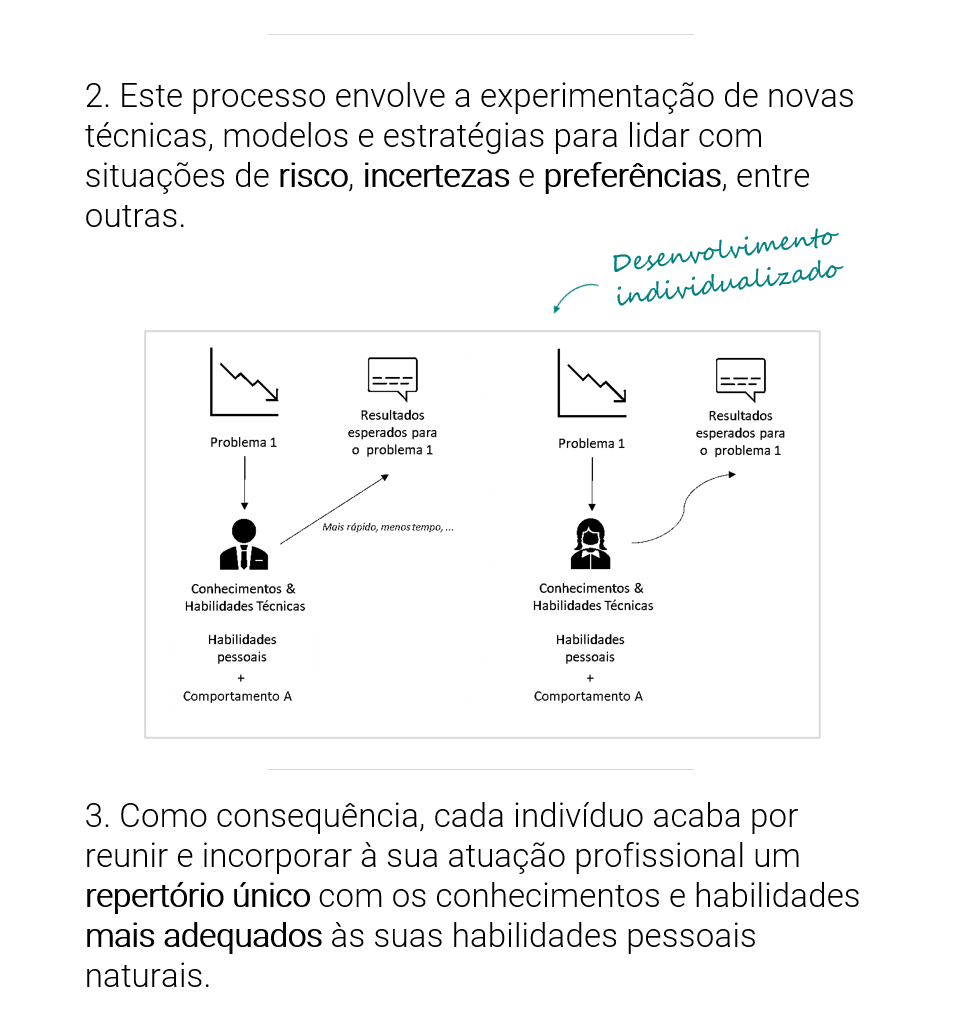 2. Este processo envolve a experimentação de novas
técnicas, modelos e estratégias para lidar com
situações de risco, incertezas e preferências, entre
outras.
Desenvolvimento
individualizado
Problema 1
Resultados
esperados para
o problema 1
Mais rápido, menos tempo, ...
Conhecimentos &
Habilidades Técnicas
Habilidades
pessoais
+
Comportamento A
Problema 1
Resultados
esperados para
o problema 1
Conhecimentos &
Habilidades Técnicas
Habilidades
pessoais
+
Comportamento A
3. Como consequência, cada indivíduo acaba por
reunir e incorporar à sua atuação profissional um
repertório único com os conhecimentos e habilidades
mais adequados às suas habilidades pessoais
naturais.